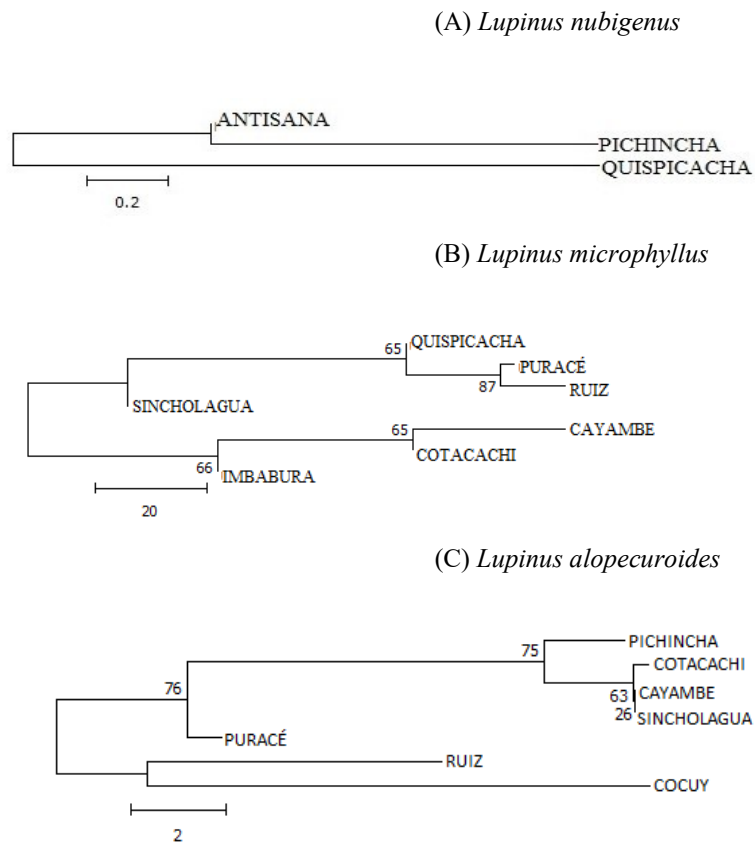 (A) Lupinus nubigenus
ANTISANA
PICHINCHA
QUISPICACHA
0.2
(B) Lupinus microphyllus
65
QUISPICACHA
PURACÉ
87
RUIZ
SINCHOLAGUA
65
CAYAMBE
COTACACHI
66
IMBABURA
20
(C) Lupinus alopecuroides
75
PICHINCHA
COTACACHI
76
63
CAYAMBE
26
SINCHOLAGUA
PURACÉ
RUIZ
COCUY
2